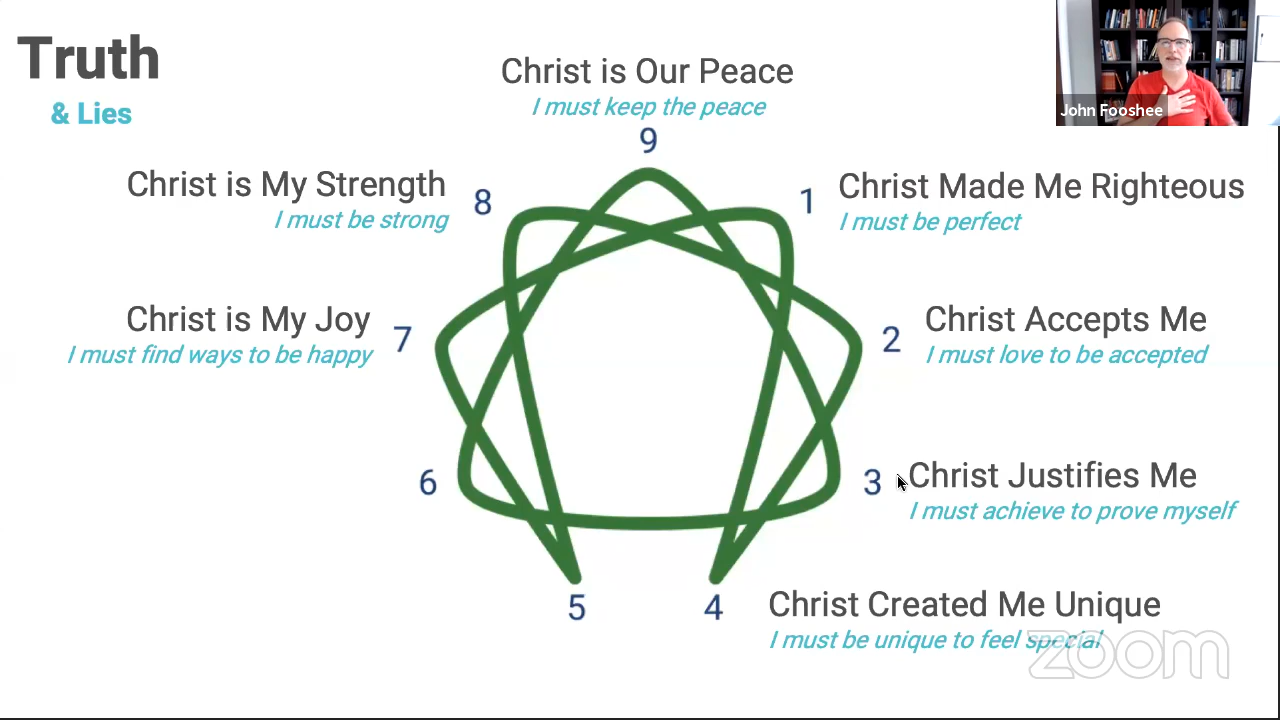 Truth
& Lies
John Fooshee
Christ is Our Peace
I must keep the peace
9
Christ is My Strength
I must be strong
8
1
Christ Made Me Righteous
I must be perfect
Christ is My Joy
I must find ways to be happy
7
2
Christ Accepts Me
I must love to be accepted
6
3
Christ Justifies Me
I must achieve to prove myself
5
4
Christ Created Me Unique
I must be unique to feel special
zoom